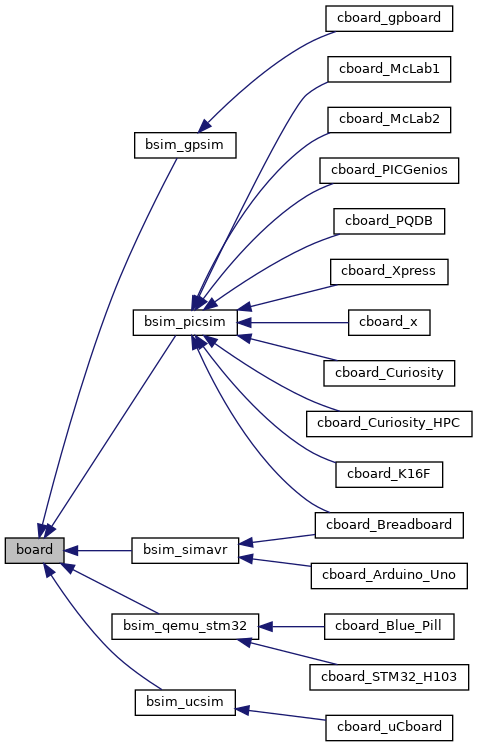 cboard_gpboard
cboard_McLab1
cboard_McLab2
bsim_gpsim
cboard_PICGenios
cboard_PQDB
cboard_Xpress
bsim_picsim
cboard_x
cboard_Curiosity
cboard_Curiosity_HPC
cboard_K16F
cboard_Breadboard
board
bsim_simavr
cboard_Arduino_Uno
bsim_qemu_stm32
cboard_Blue_Pill
cboard_STM32_H103
bsim_ucsim
cboard_uCboard